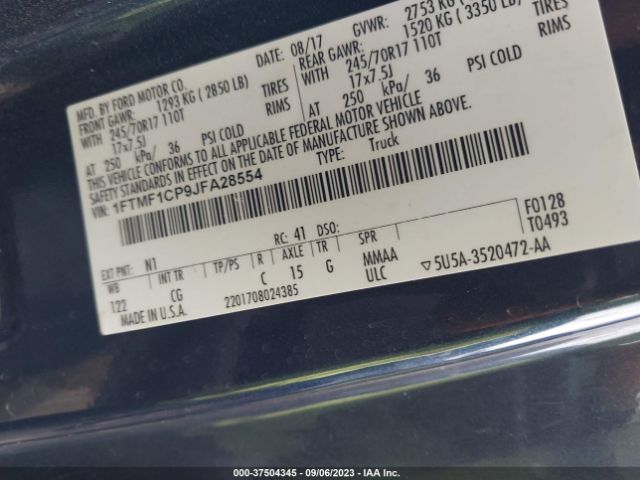 MFD. BY FORD MOTOR CO.
DATE: 08/17 GVWR: 2753 KG
FRONT GAWR: 1293 KG ( 2850 LB)
REAR GAWR: 1520 KG ( 3350 LB)
WITH 245/70R17 110T TIRES
WITH 245/70R17 110T TIRES
17x7.5J RIMS
17x7.5J RIMS
AT 250 kPa/ 36 PSI COLD
AT 250 kPa/ 36 PSI COLD
THIS VEHICLE CONFORMS TO ALL APPLICABLE FEDERAL MOTOR VEHICLE
SAFETY STANDARDS IN EFFECT ON THE DATE OF MANUFACTURE SHOWN ABOVE.
VIN: 1FTMF1CP9JFA28554
TYPE: Truck
F0128
T0493
EXT PNT: N1 RC: 41 DSO:
WB INT TR TP/PS R AXLE TR SPR
122 CG C 15 G MMAA
ULC
MADE IN U.S.A. 2201708024385
▽5U5A-3520472-AA
000-37504345 - 09/06/2023 - IAA Inc.